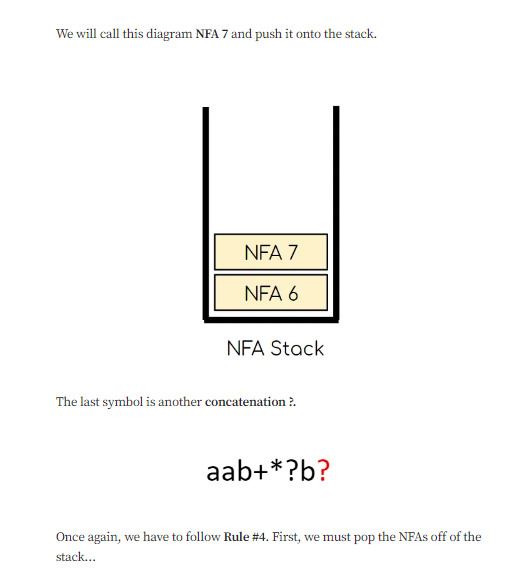 We will call this diagram NFA 7 and push it onto the stack.
NFA 7
NFA 6
NFA Stack
The last symbol is another concatenation ?.
aab+*?b?
Once again, we have to follow Rule #4. First, we must pop the NFAs off of the
stack...